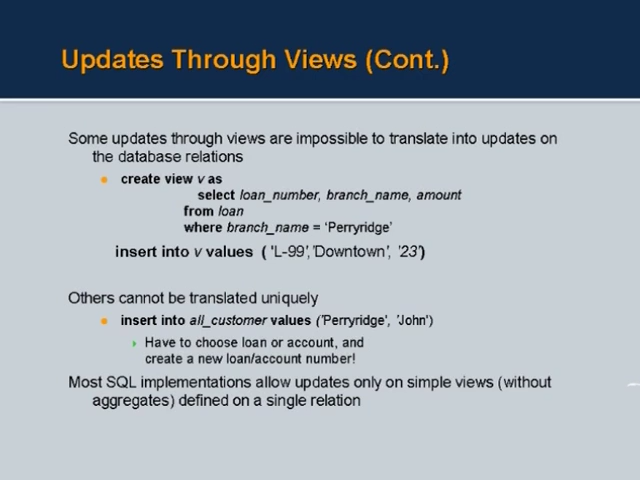 Updates Through Views (Cont.)
Some updates through views are impossible to translate into updates on
the database relations
create view v as
select loan_number, branch_name, amount
from loan
where branch_name = ‘Perryridge’
insert into v values ( 'L-99','Downtown', '23')
Others cannot be translated uniquely
insert into all_customer values ('Perryridge', 'John')
Have to choose loan or account, and
create a new loan/account number!
Most SQL implementations allow updates only on simple views (without
aggregates) defined on a single relation